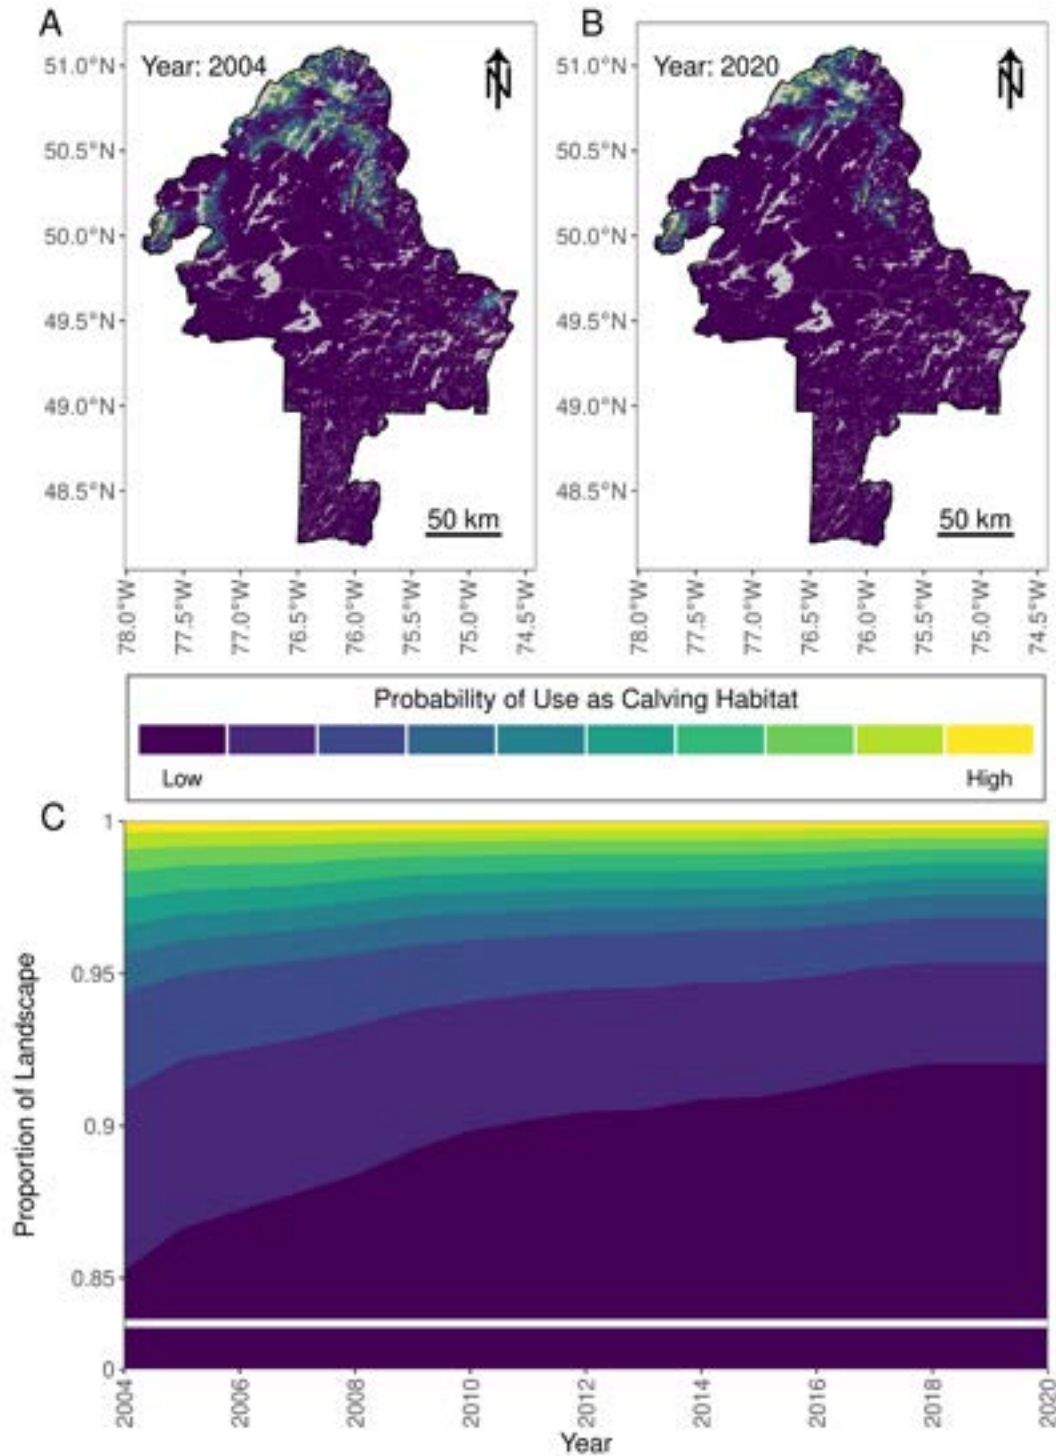 A
B
Year: 2004
N
Year: 2020
N
51.0°N
50.5°N
50.0°N
49.5°N
49.0°N
48.5°N
50 km
78.0°W
77.5°W
77.0°W
76.5°W
76.0°W
75.5°W
75.0°W
74.5°W
51.0°N
50.5°N
50.0°N
49.5°N
49.0°N
48.5°N
50 km
78.0°W
77.5°W
77.0°W
76.5°W
76.0°W
75.5°W
75.0°W
74.5°W
Probability of Use as Calving Habitat
Low High
C
Proportion of Landscape
1
0.95
0.9
0.85
0
2004
2006
2008
2010
2012
2014
2016
2018
2020
Year